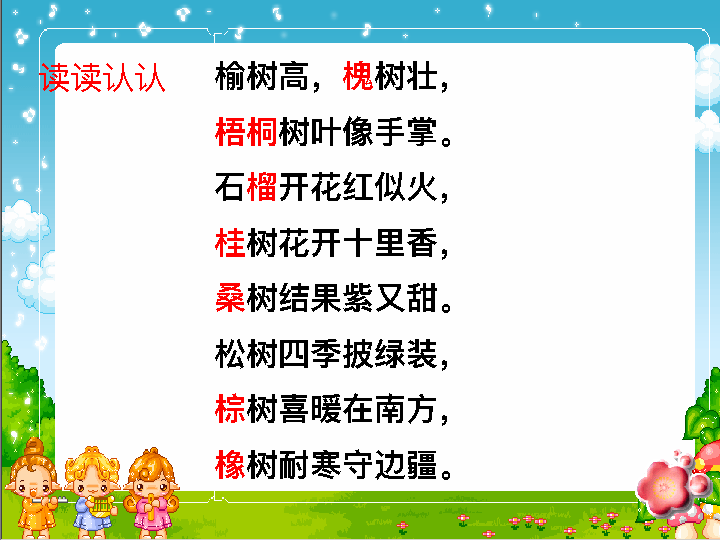 读读认认
榆树高，槐树壮，
梧桐树叶像手掌。
石榴开花红似火，
桂树花开十里香，
桑树结果紫又甜。
松树四季披绿装，
棕树喜暖在南方，
橡树耐寒守边疆。